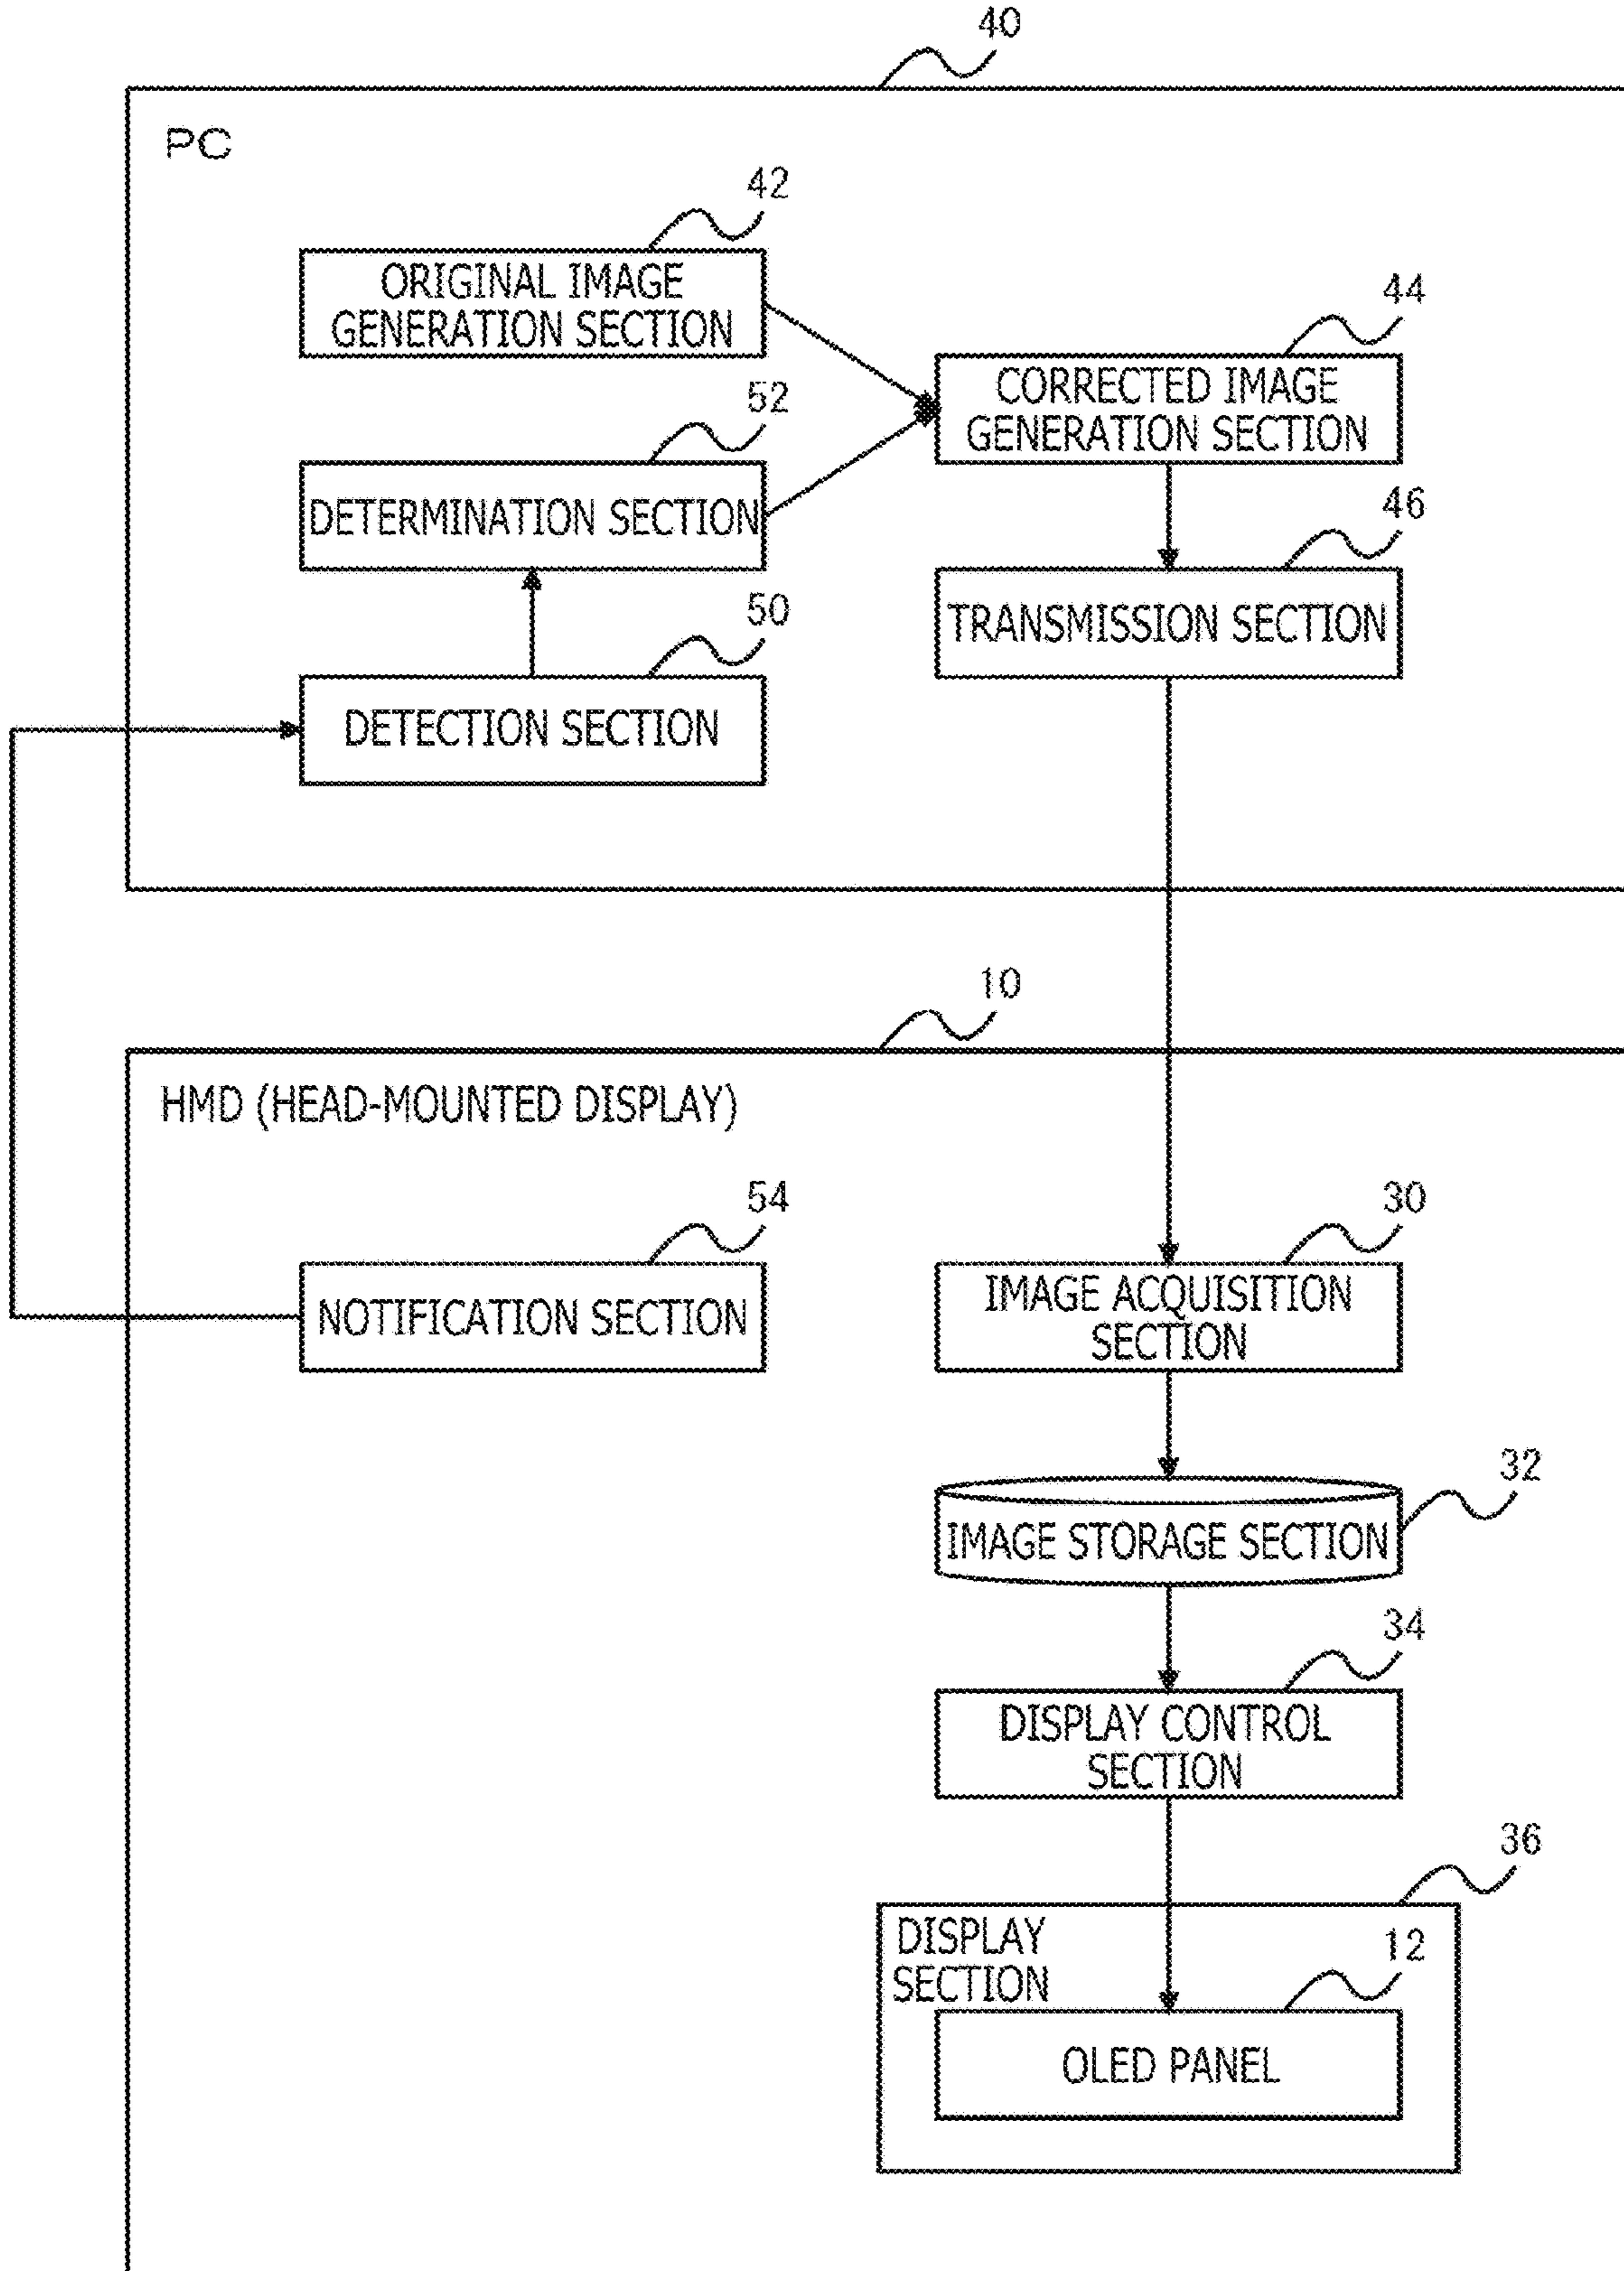 40
PC
42
ORIGINAL IMAGE
GENERATION SECTION
44
CORRECTED IMAGE
GENERATION SECTION
52
DETERMINATION SECTION
46
TRANSMISSION SECTION
50
DETECTION SECTION
10
HMD (HEAD-MOUNTED DISPLAY)
54
NOTIFICATION SECTION
30
IMAGE ACQUISITION
SECTION
32
IMAGE STORAGE SECTION
34
DISPLAY CONTROL
SECTION
36
DISPLAY
SECTION
12
OLED PANEL